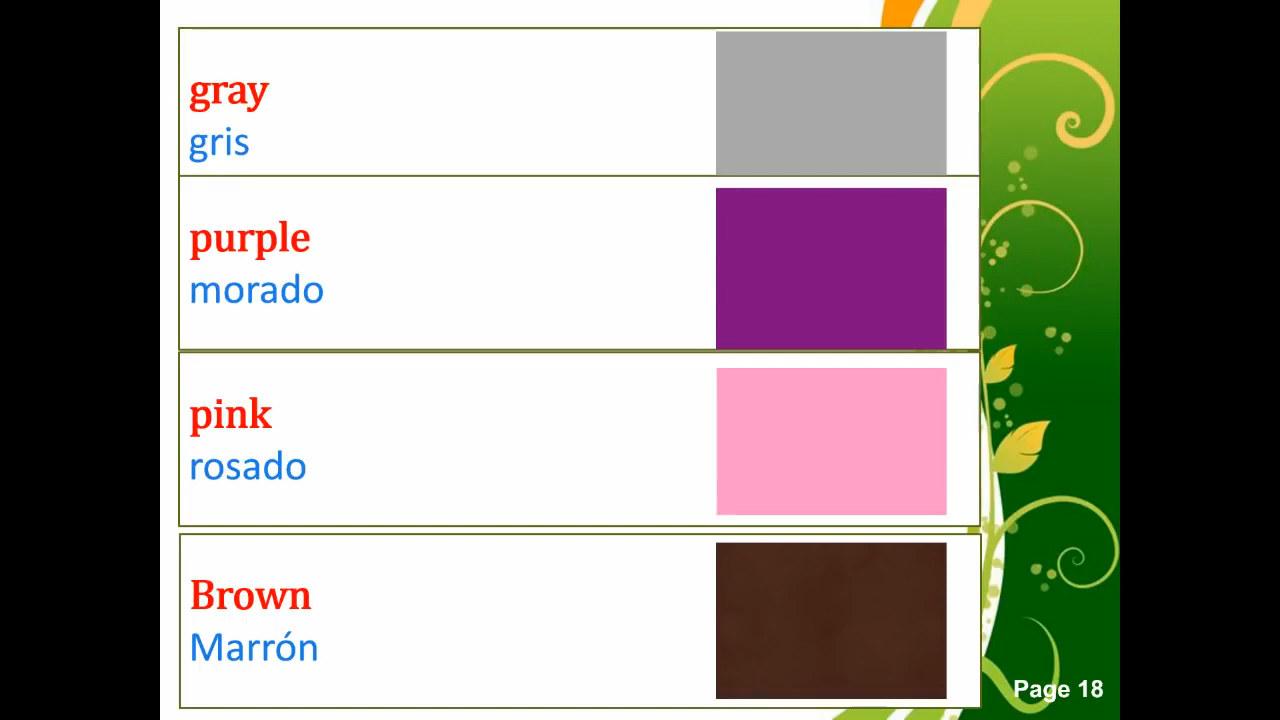 gray
gris
purple
morado
pink
rosado
Brown
Marrón
Page 18